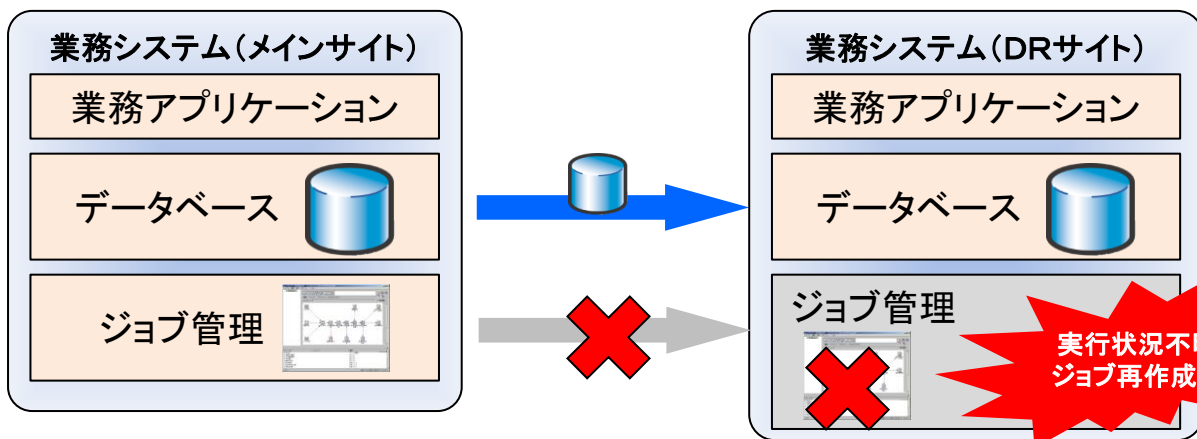 業務システム(メインサイト)
業務アプリケーション
データベース
ジョブ管理
業務システム(DRサイト)
業務アプリケーション
データベース
ジョブ管理
実行状況不
ジョブ再作成